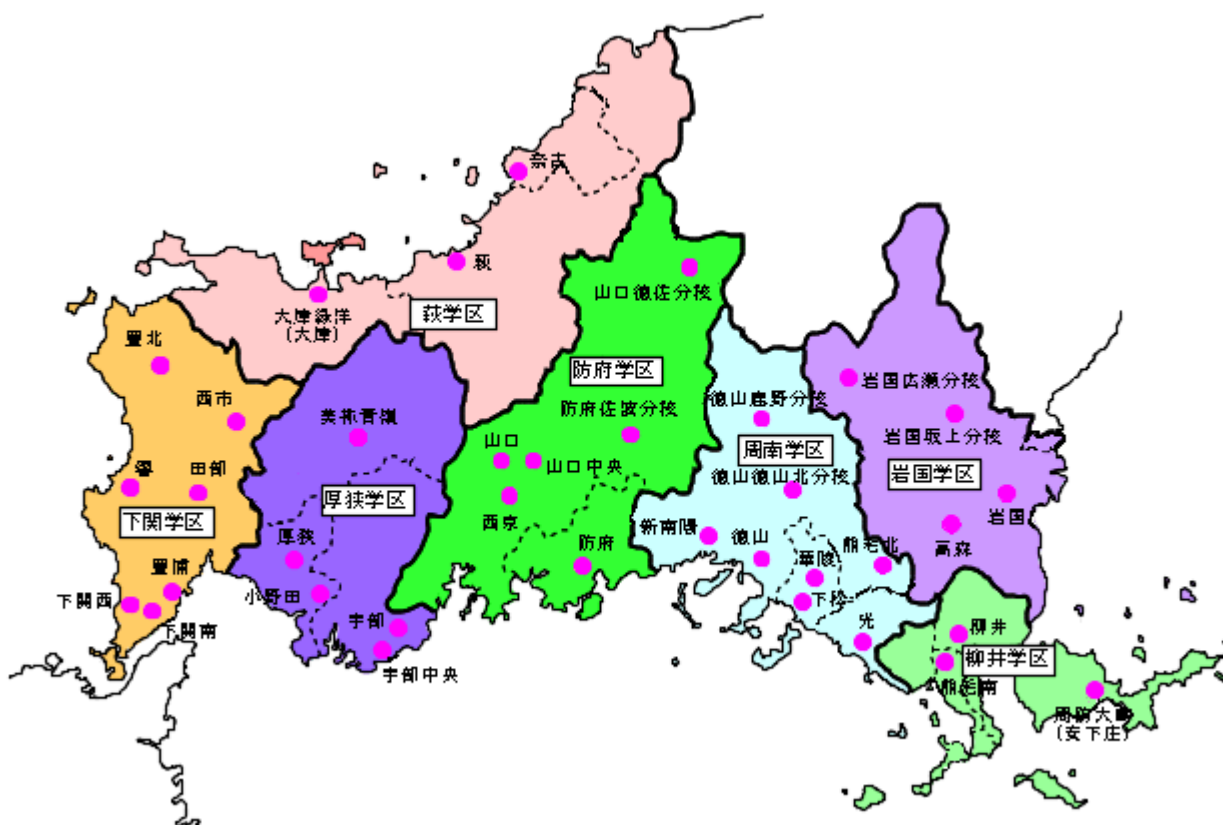 奈古
萩
山口徳佐分校
大津緑洋
(大津)
萩学区
豊北
防府学区
岩国広瀬分校
西市
防府佐波分校
徳山鹿野分校
美祢青嶺
岩国坂上分校
山口
周南学区
山口中央
響
田部
徳山徳山北分校
岩国学区
厚狭学区
西京
岩国
下関学区
新南陽
高森
厚狭
防府
徳山
華陵
熊毛北
豊浦
小野田
下関西
下松
下関南
宇部
光
柳井
宇部中央
柳井学区
熊毛南
周防大島
(安下庄)